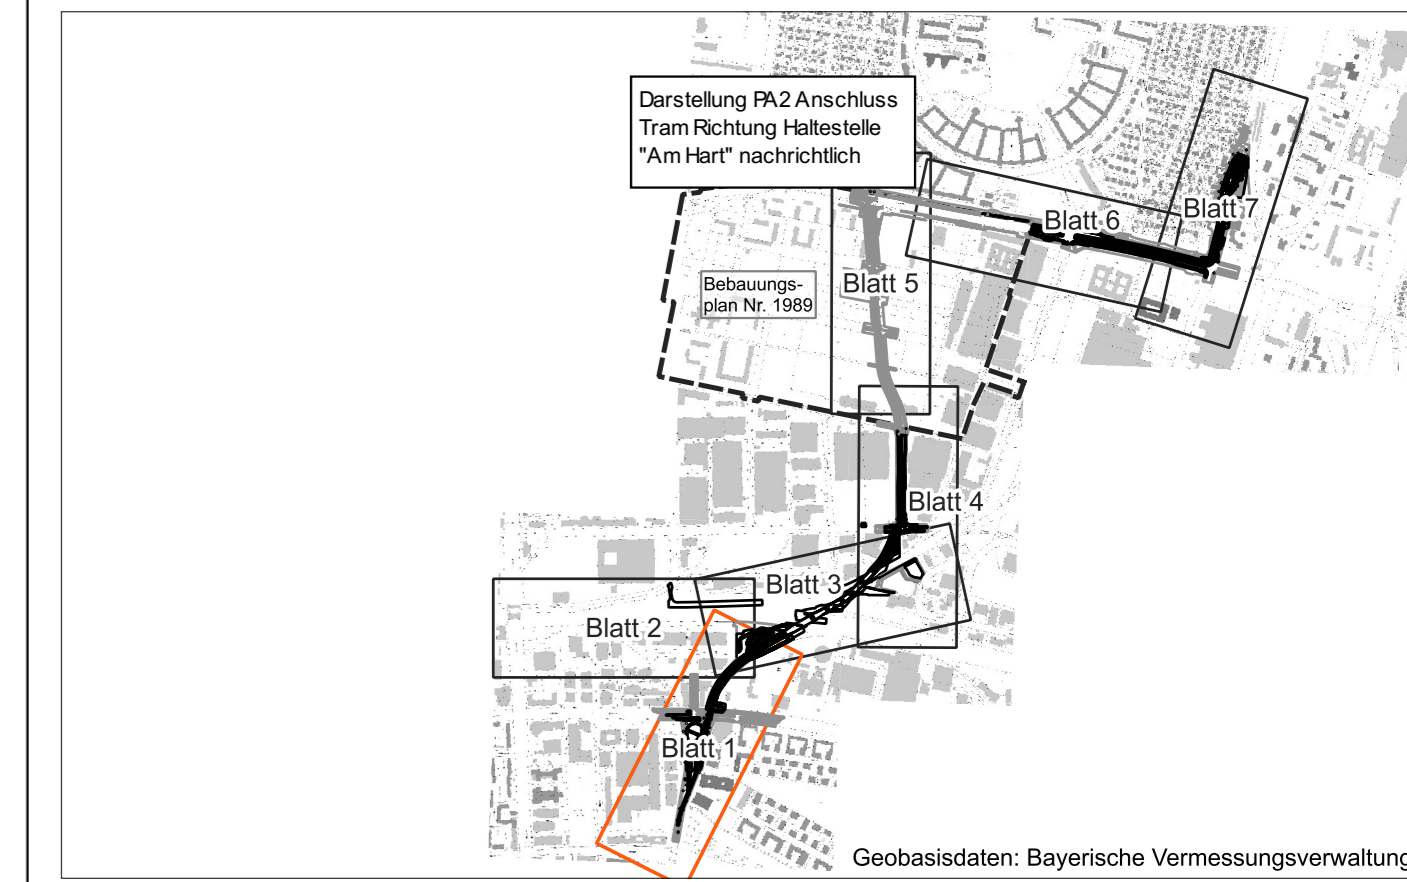 Darstellung PA2 Anschluss
Tram Richtung Haltestelle
"Am Hart" nachrichtlich
Blatt 7
Blatt 6
Bebauungs-
plan Nr. 1989
Blatt 5
Blatt 4
Blatt 3
Blatt 2
Blatt 1
Geobasisdaten: Bayerische Vermessungsverwaltung